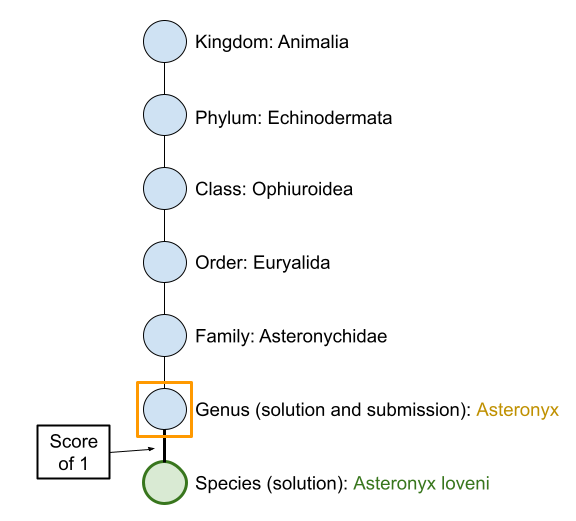 Kingdom: Animalia
Phylum: Echinodermata
Class: Ophiuroidea
Order: Euryalida
Family: Asteronychidae
Genus (solution and submission): Asteronyx
Score
of 1
Species (solution): Asteronyx loveni